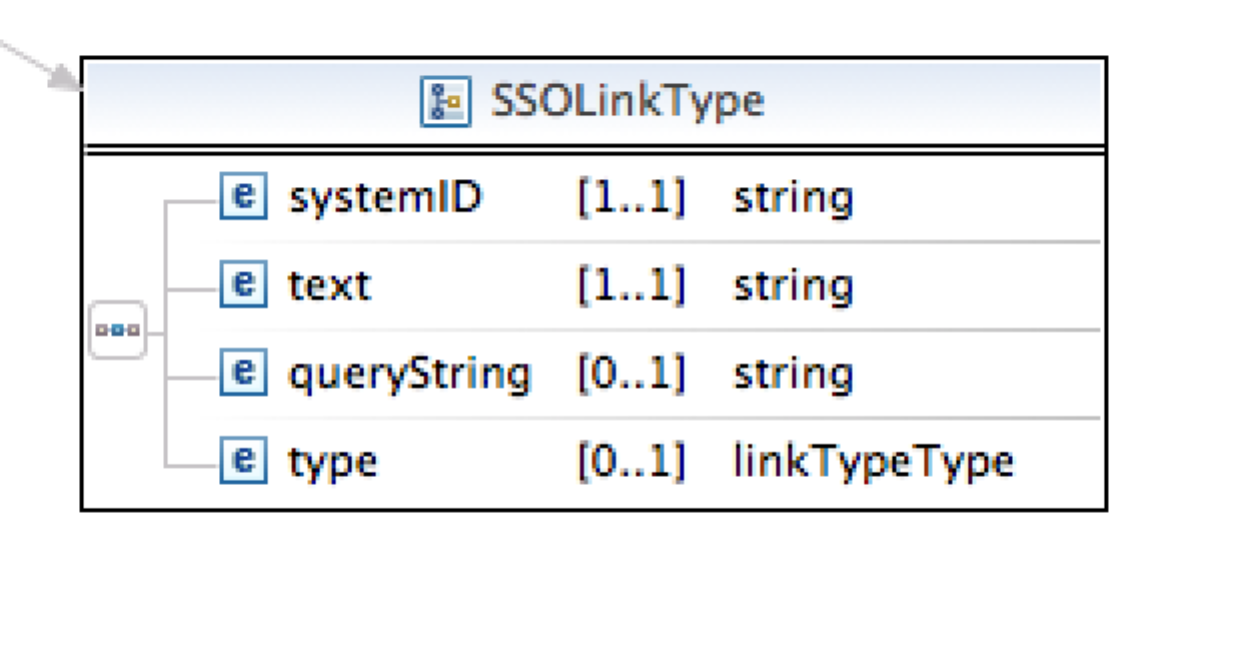 SSOLinkType
e systemID [1..1] string
e text [1..1] string
e queryString [0..1] string
e type [0..1] linkTypeType